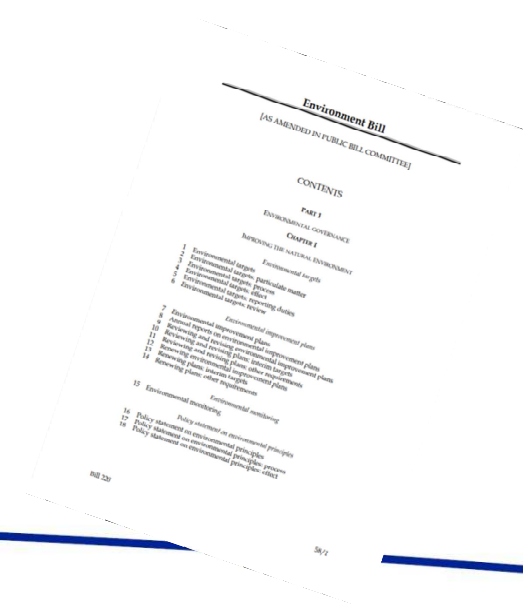 Environment Bill
[AS AMENDED IN PUBLIC BILL COMMITTEE]
CONTENTS
PART 1
ENVIRONMENTAL GOVERNANCE
CHAPTER 1
IMPROVING THE NATURAL ENVIRONMENT
Environmental targets
1 Environmental targets
2 Environmental targets: particulate matter
3 Environmental targets: process
4 Environmental targets: effect
5 Environmental targets: reporting duties
6 Environmental targets: review
Environmental improvement plans
7 Environmental improvement plans
8 Annual reports on environmental improvement plans
9 Reviewing and revising environmental improvement plans
10 Reviewing and revising plans: interim targets
11 Reviewing and revising plans: other requirements
12 Renewing environmental improvement plans
13 Renewing plans: interim targets
14 Renewing plans: other requirements
Environmental monitoring
15 Environmental monitoring
Policy statement on environmental principles
16 Policy statement on environmental principles
17 Policy statement on environmental principles: process
18 Policy statement on environmental principles: effect
Bill 220
58/1